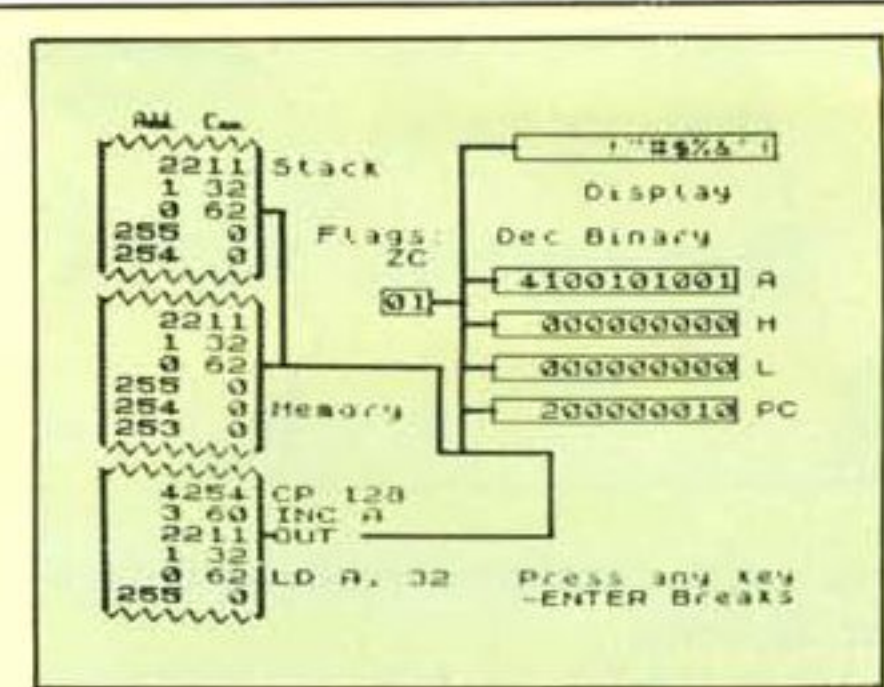 Add. Con.
2211 Stack
1 32
0 62
255 0
254 0
2211
1 32
0 62
255 0
254 0 Memory
253 0
4254 CP 128
3 60 INC A
2211 OUT
1 32
0 62 LD A, 32
255 0
Flags:
ZC
01
!"#$%&'(
Display
Dec Binary
4100101001 A
000000000 H
000000000 L
200000010 PC
Press any key
-ENTER Breaks